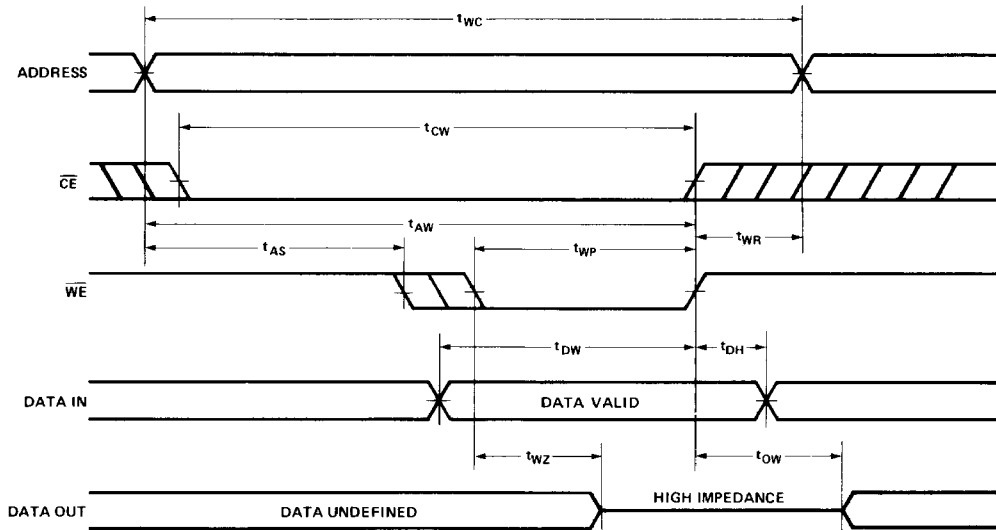 tWC
ADDRESS
tCW
CE
tAW
tAS
tWP
tWR
WE
tDW
tDH
DATA IN
DATA VALID
tWZ
tOW
DATA OUT
DATA UNDEFINED
HIGH IMPEDANCE